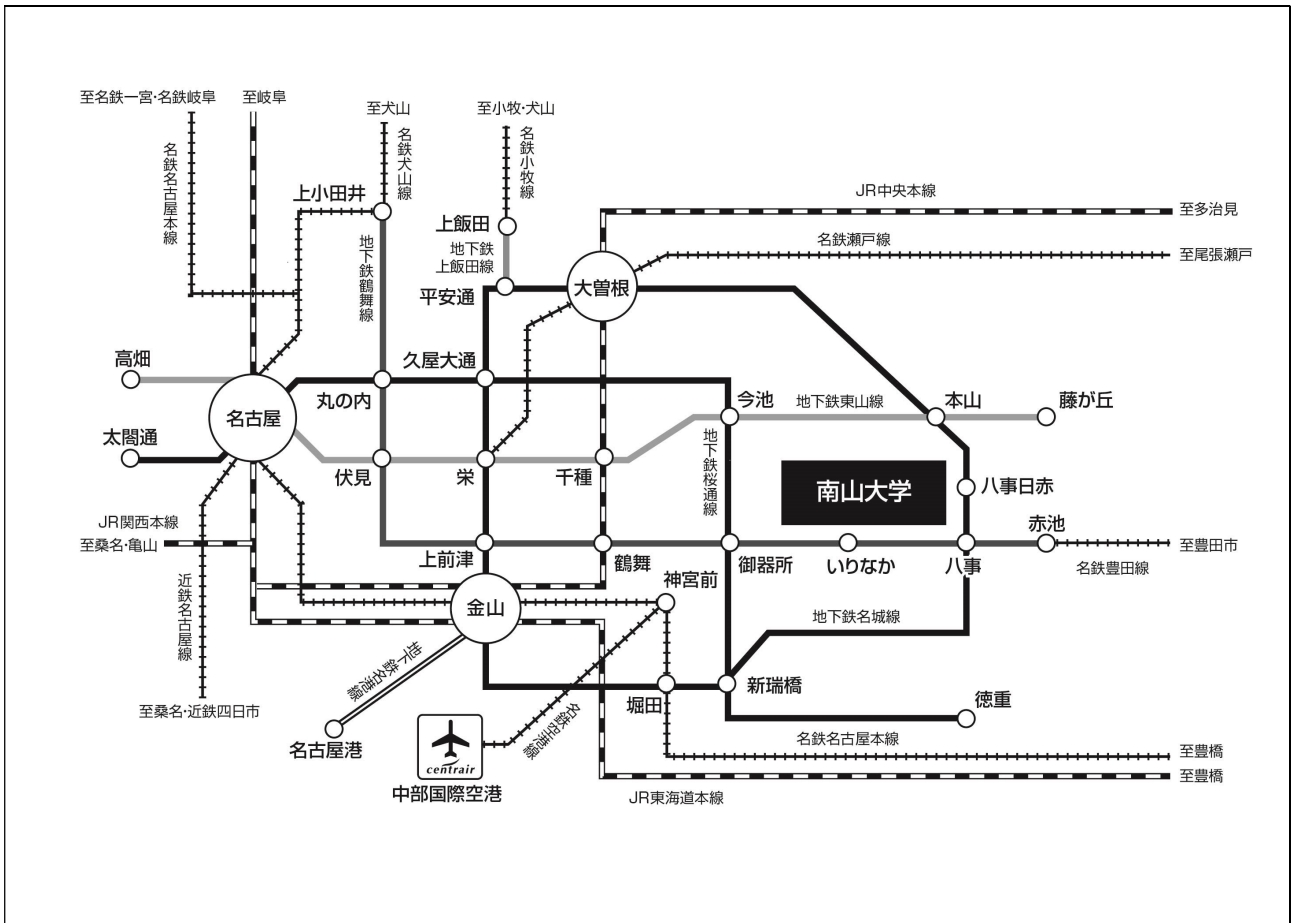 至名鉄一宮・名鉄岐阜
至岐阜
至犬山
至小牧・犬山
名鉄名古屋本線
名鉄犬山線
名鉄小牧線
JR中央本線
至多治見
上小田井
上飯田
地下鉄
上飯田線
名鉄瀬戸線
至尾張瀬戸
地下鉄鶴舞線
平安通
大曽根
高畑
久屋大通
名古屋
丸の内
今池
地下鉄東山線
本山
藤が丘
太閤通
伏見
栄
千種
地下鉄桜通線
南山大学
八事日赤
JR関西本線
至桑名・亀山
赤池
至豊田市
上前津
鶴舞
御器所
いりなか
八事
名鉄豊田線
近鉄名古屋線
金山
神宮前
地下鉄名城線
地下鉄名港線
新瑞橋
堀田
徳重
至桑名・近鉄四日市
名古屋港
名鉄空港線
centrair
中部国際空港
名鉄名古屋本線
至豊橋
至豊橋
JR東海道本線